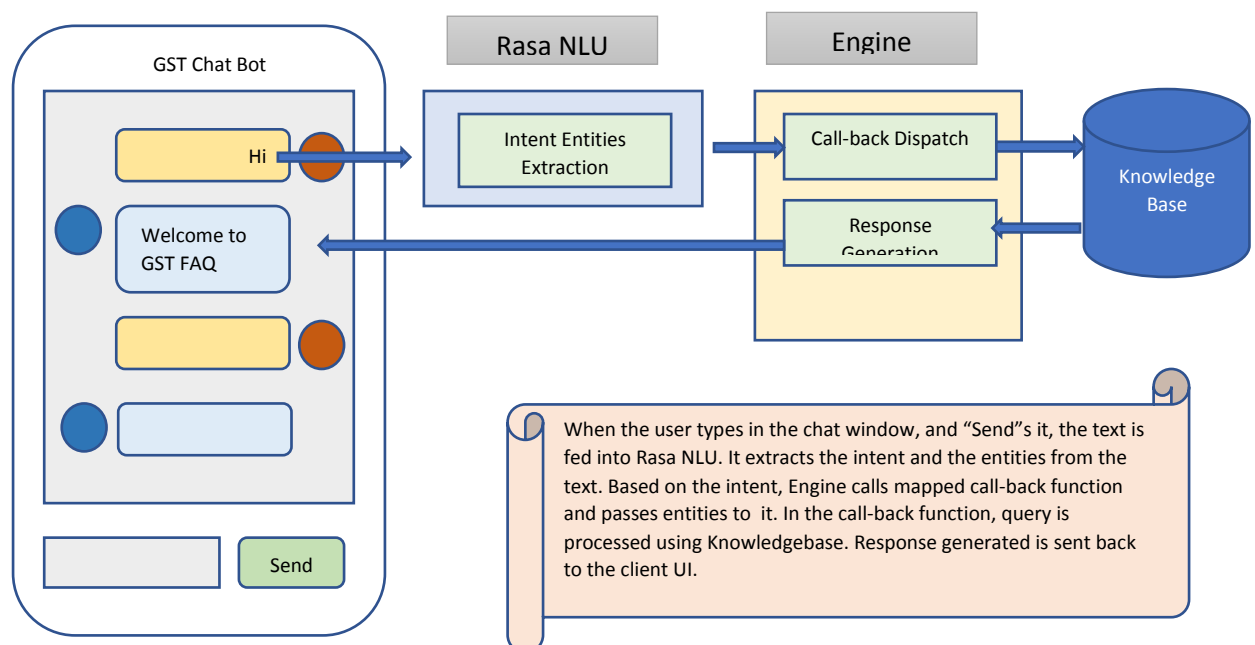 GST Chat Bot
Hi
Welcome to
GST FAQ
Send
Rasa NLU
Intent Entities
Extraction
Engine
Call-back Dispatch
Response
Generation
Knowledge
Base
When the user types in the chat window, and “Send”s it, the text is
fed into Rasa NLU. It extracts the intent and the entities from the
text. Based on the intent, Engine calls mapped call-back function
and passes entities to  it. In the call-back function, query is
processed using Knowledgebase. Response generated is sent back
to the client UI.